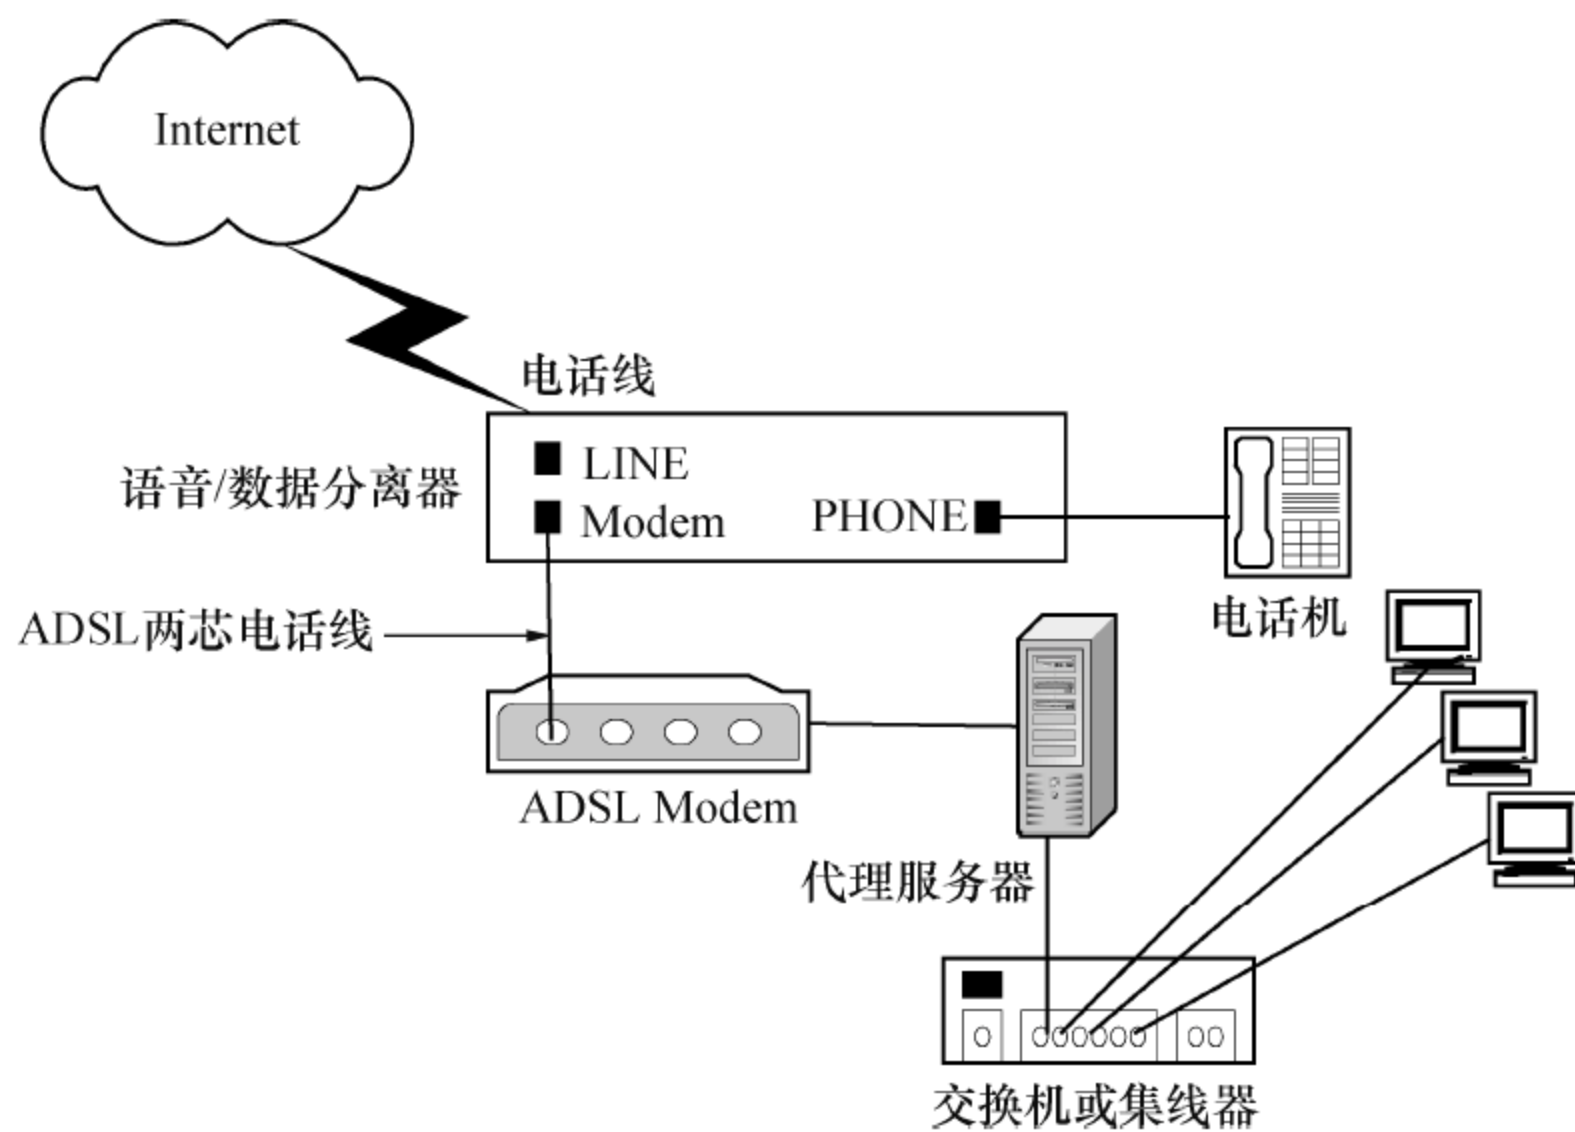 Internet
电话线
LINE
语音/数据分离器
Modem
PHONE
ADSL两芯电话线
电话机
ADSL Modem
代理服务器
交换机或集线器